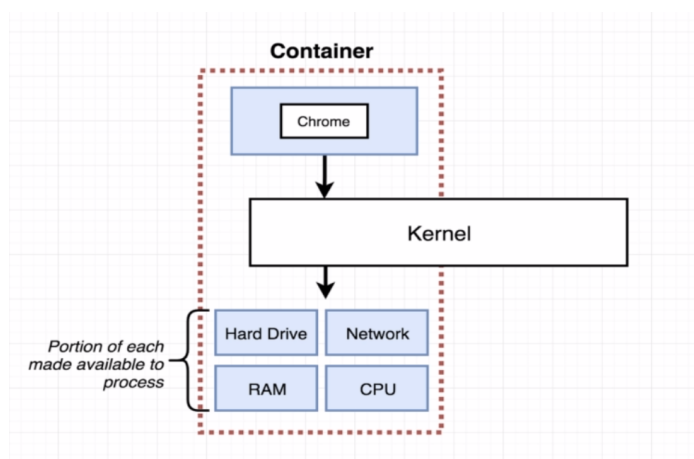 Container
Chrome
Kernel
Hard Drive
Network
Portion of each
made available to
process
RAM
CPU